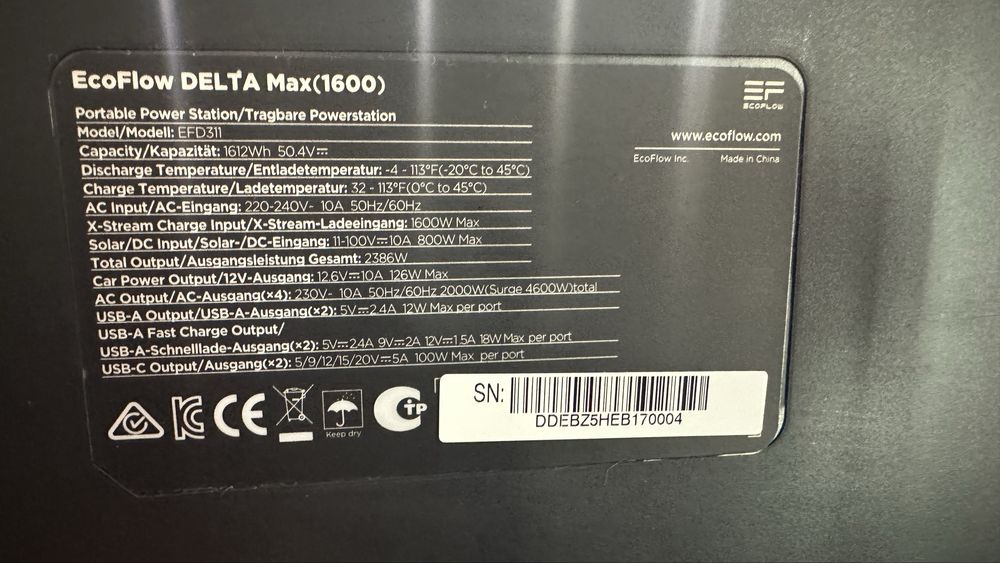 EcoFlow DELTA Max(1600)
EF
ECOFLOW
Portable Power Station/Tragbare Powerstation
Model/Modell: EFD311
Capacity/Kapazität: 1612Wh 50.4V⎓
Discharge Temperature/Entladetemperatur: -4 - 113°F(-20°C to 45°C)
Charge Temperature/Ladetemperatur: 32 - 113°F(0°C to 45°C)
AC Input/AC-Eingang: 220-240V~ 10A 50Hz/60Hz
X-Stream Charge Input/X-Stream-Ladeeingang: 1600W Max
Solar/DC Input/Solar-/DC-Eingang: 11-100V⎓10A 800W Max
Total Output/Ausgangsleistung Gesamt: 2386W
Car Power Output/12V-Ausgang: 12.6V⎓10A 126W Max
AC Output/AC-Ausgang(×4): 230V~ 10A 50Hz/60Hz 2000W(Surge 4600W)total
USB-A Output/USB-A-Ausgang(×2): 5V⎓2.4A 12W Max per port
USB-A Fast Charge Output/
USB-A-Schnelllade-Ausgang(×2): 5V⎓2.4A 9V⎓2A 12V⎓1.5A 18W Max per port
USB-C Output/Ausgang(×2): 5/9/12/15/20V⎓5A 100W Max per port
www.ecoflow.com
EcoFlow Inc. Made in China
KC CE
Keep dry
CTP
SN:
DDEBZ5HEB170004